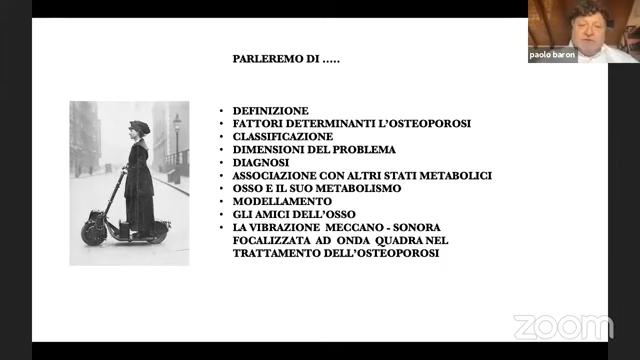 PARLEREMO DI .....
paolo baron
• DEFINIZIONE
• FATTORI DETERMINANTI L'OSTEOPOROSI
• CLASSIFICAZIONE
• DIMENSIONI DEL PROBLEMA
• DIAGNOSI
• ASSOCIAZIONE CON ALTRI STATI METABOLICI
• OSSO E IL SUO METABOLISMO
• MODELLAMENTO
• GLI AMICI DELL'OSSO
• LA VIBRAZIONE MECCANO - SONORA
FOCALIZZATA AD ONDA QUADRA NEL
TRATTAMENTO DELL'OSTEOPOROSI
zoom